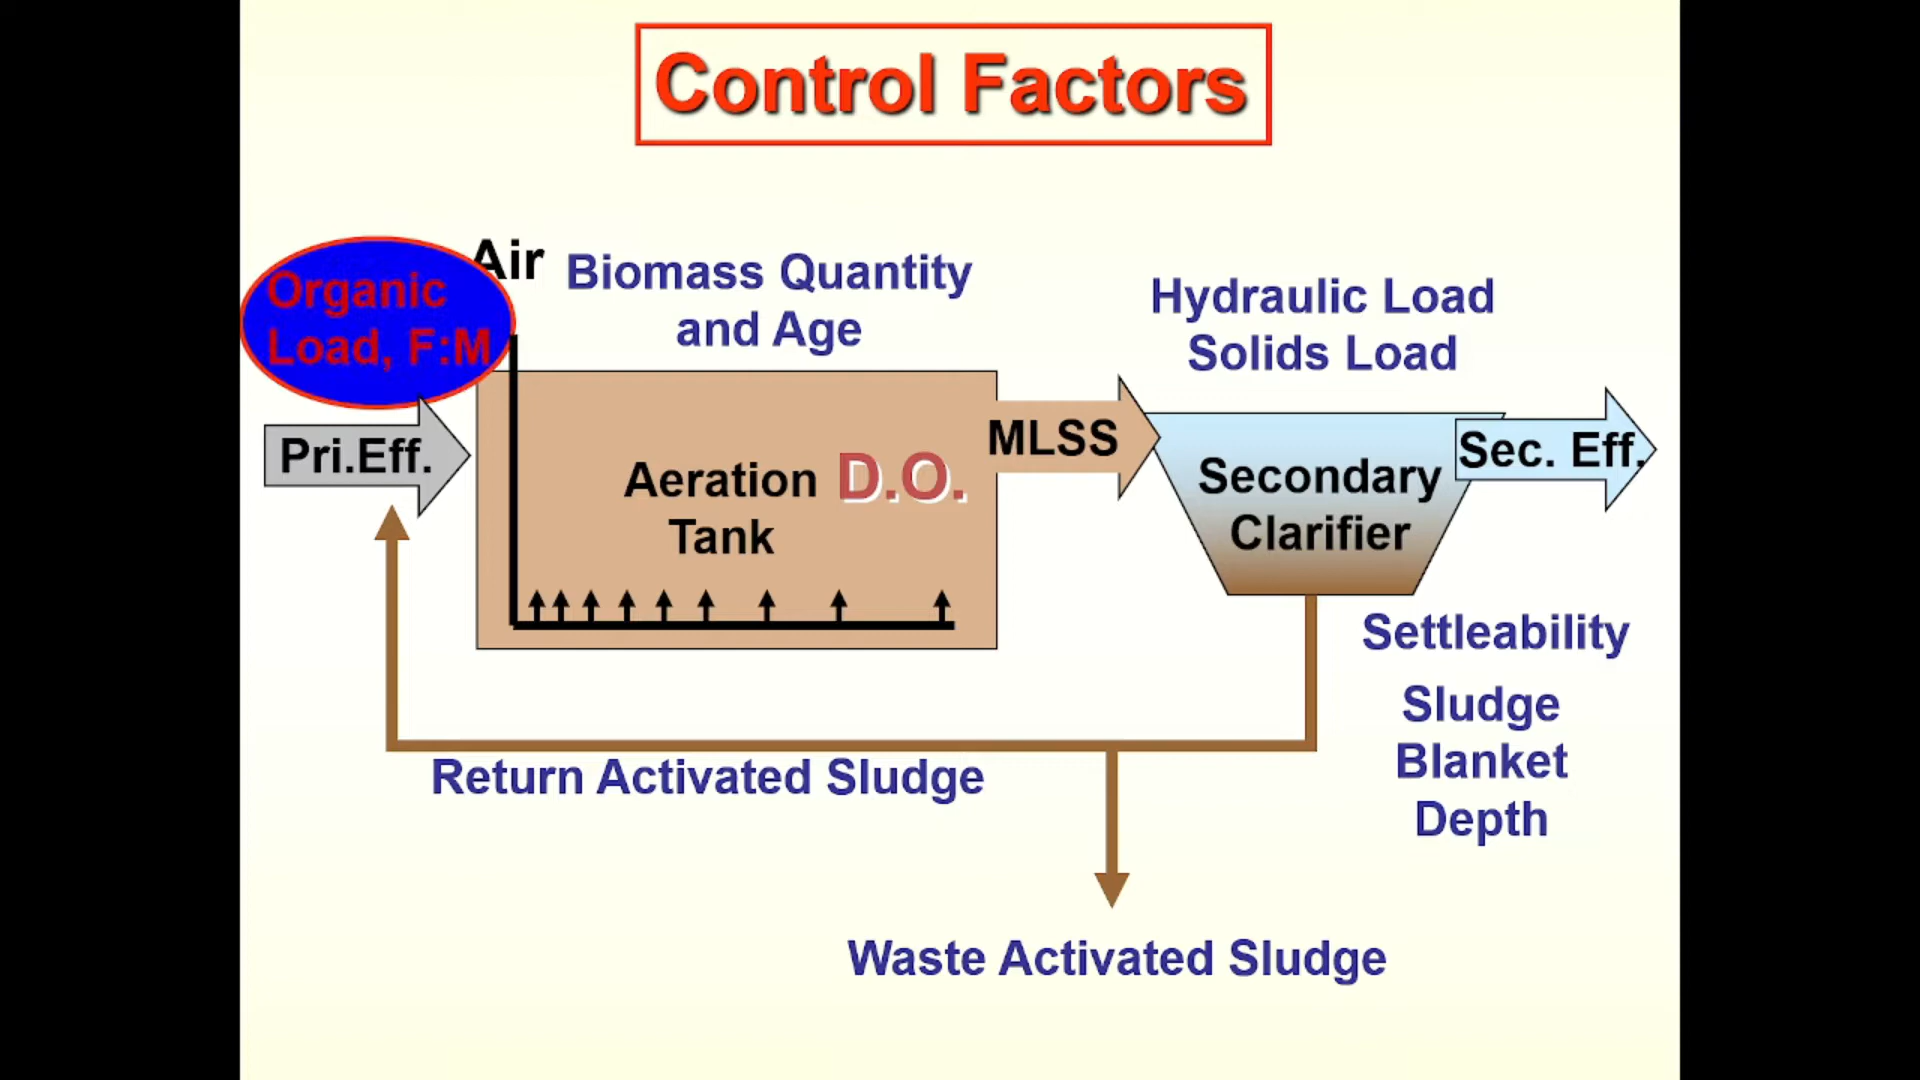 Control Factors
Organic
Load, F:M
Air
Biomass Quantity
and Age
Hydraulic Load
Solids Load
Pri.Eff.
Aeration
Tank
D.O.
MLSS
Secondary
Clarifier
Sec. Eff.
Settleability
Sludge
Blanket
Depth
Return Activated Sludge
Waste Activated Sludge